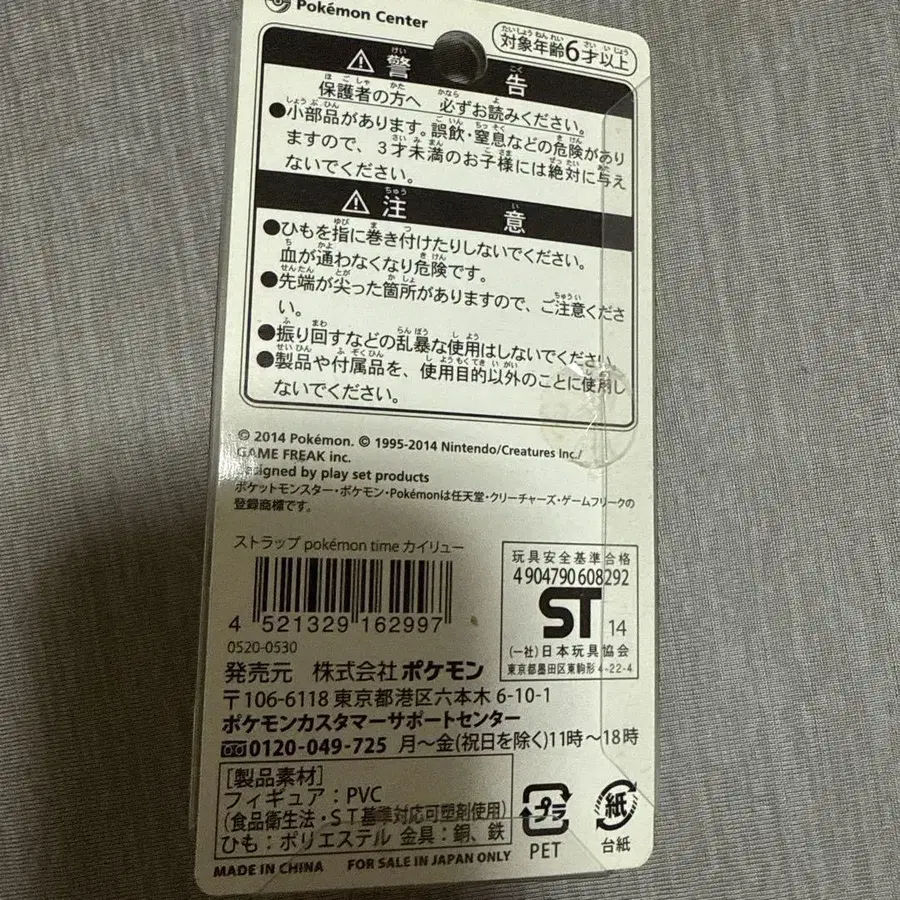 Pokémon Center
対象年齢6才以上
警告
保護者の方へ 必ずお読みください。
●小部品があります。誤飲・窒息などの危険があり
ますので、3才未満のお子様には絶対に与え
ないでください。
注意
●ひもを指に巻き付けたりしないでください。
血が通わなくなり危険です。
●先端が尖った箇所がありますので、ご注意くださ
い。
●振り回すなどの乱暴な使用はしないでください。
●製品や付属品を、使用目的以外のことに使用し
ないでください。
© 2014 Pokémon. © 1995-2014 Nintendo/Creatures Inc./
GAME FREAK inc.
designed by play set products
ポケットモンスター・ポケモン・Pokémonは任天堂・クリーチャーズ・ゲームフリークの
登録商標です。
ストラップ pokémon time カイリュー
4 521329 162997
0520-0530
玩具安全基準合格
4 904790 608292
ST 14
(一社)日本玩具協会
東京都墨田区東駒形 4-22-4
発売元 株式会社ポケモン
〒106-6118 東京都港区六本木 6-10-1
ポケモンカスタマーサポートセンター
0120-049-725 月~金(祝日を除く)11時~18時
[製品素材]
フィギュア:PVC
(食品衛生法・ST基準対応可塑剤使用)
ひも:ポリエステル 金具:銅、鉄
プラ
PET
紙
台紙
MADE IN CHINA FOR SALE IN JAPAN ONLY